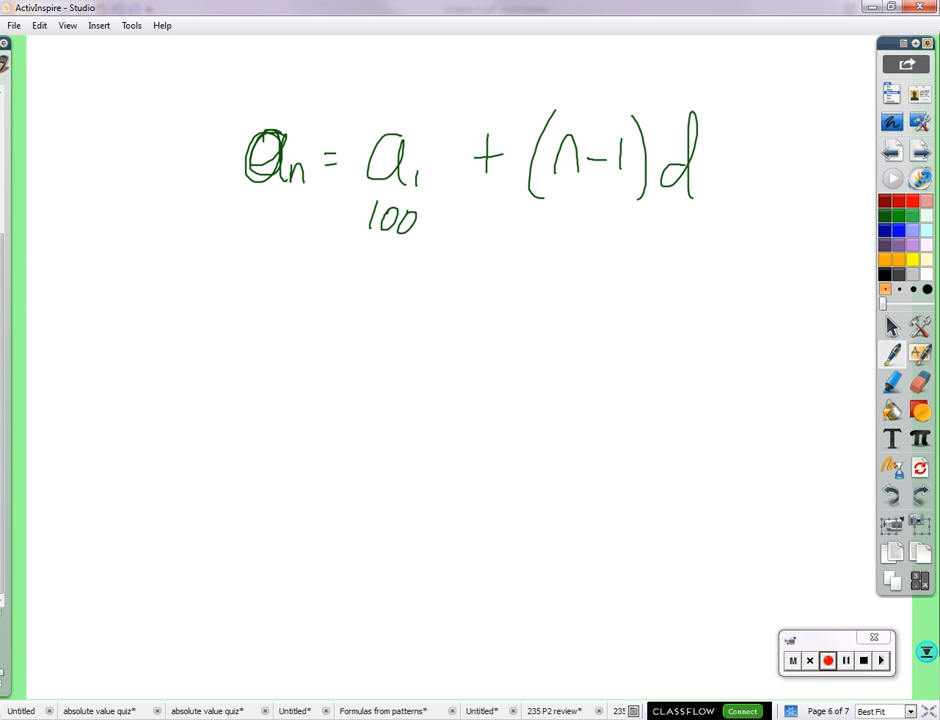 ActivInspire - Studio
File Edit View Insert Tools Help
aₙ = a₁ + (n-1)d
100
Untitled absolute value quiz* absolute value quiz* Untitled* Formulas from patterns* Untitled* 235 P2 review* 235 CLASSFLOW Connect Page 6 of 7 Best Fit